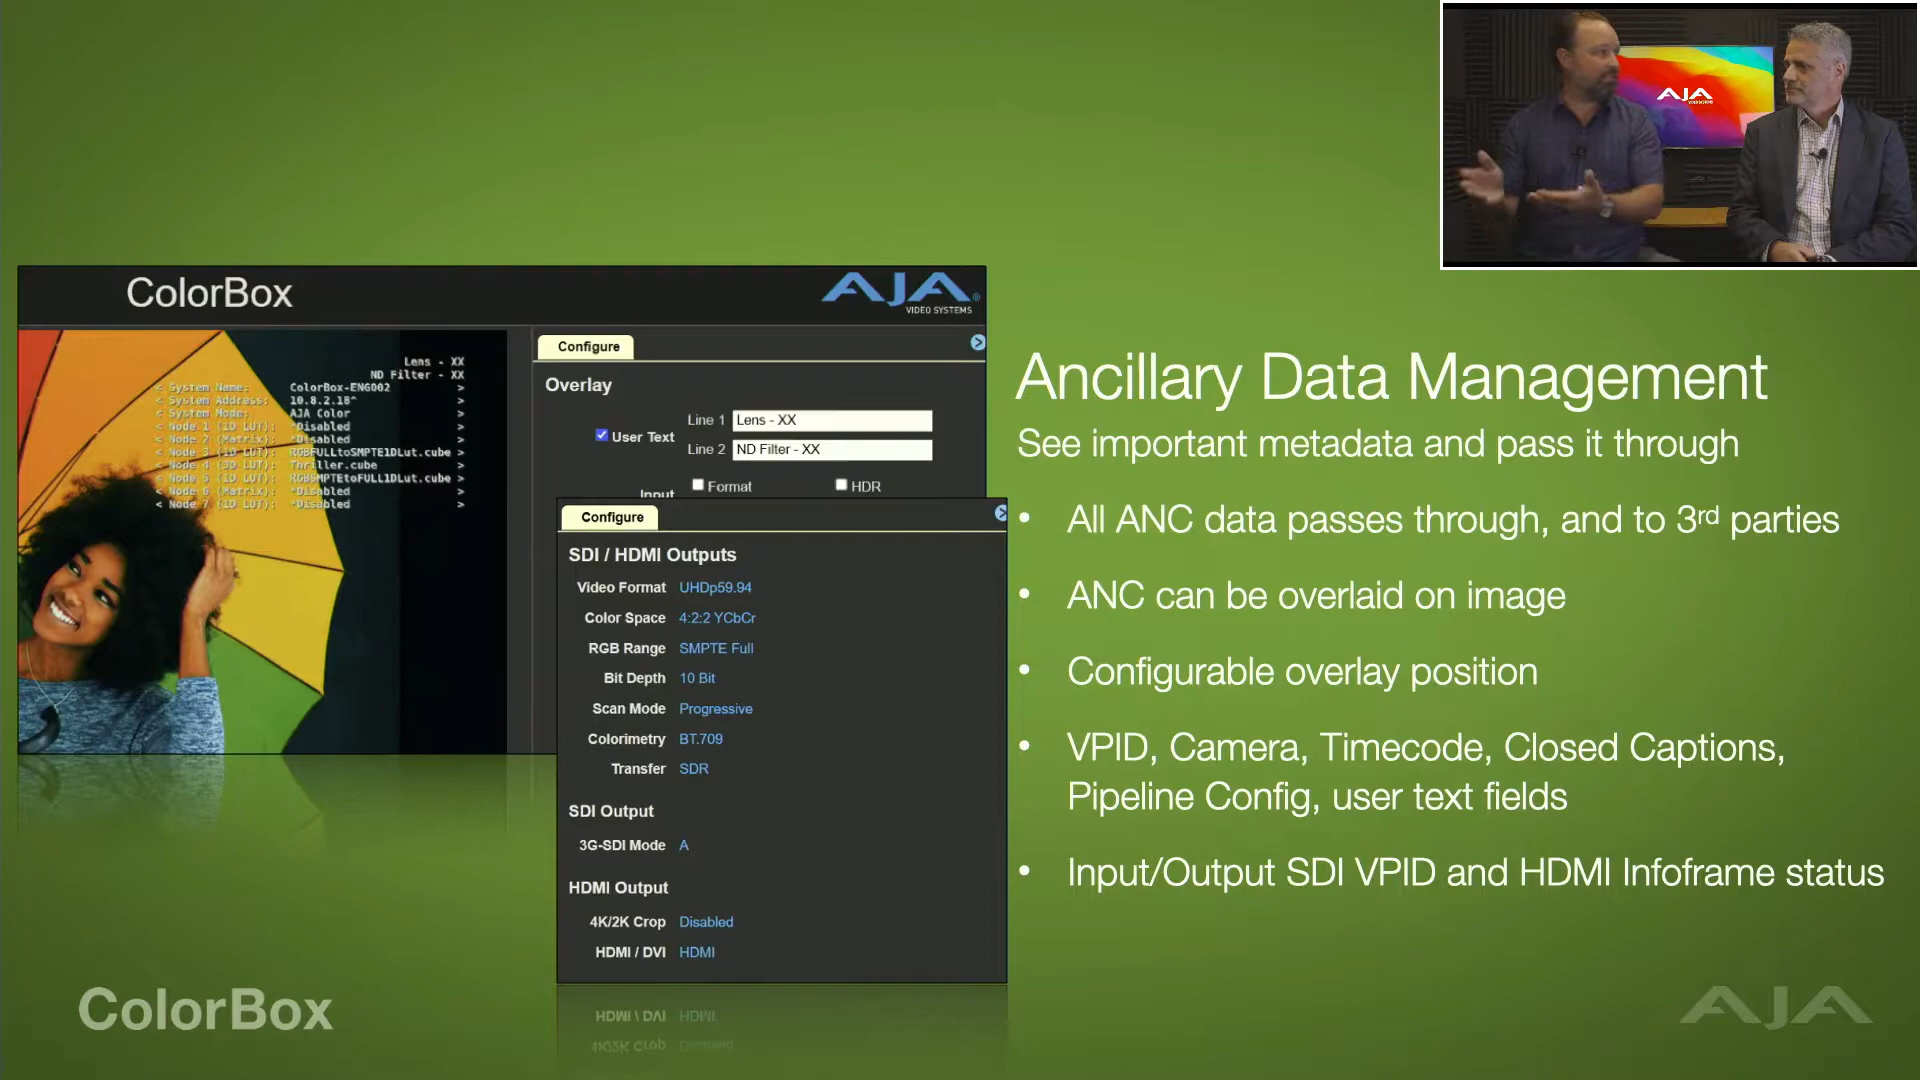 AJA
ColorBox
AJA
VIDEO SYSTEMS
Lens - XX
ND Filter - XX
< System Name: ColorBox-ENG002 >
< System Address: 10.8.2.18^ >
< System Mode: AJA Color >
< Node 1 (1D LUT): *Disabled >
< Node 2 (Matrix): *Disabled >
< Node 3 (1D LUT): RGBFULLtoSMPTE1DLut.cube >
< Node 4 (3D LUT): Thriller.cube >
< Node 5 (1D LUT): RGBSMPTEtoFULL1DLut.cube >
< Node 6 (Matrix): *Disabled >
< Node 7 (1D LUT): *Disabled >
Configure
Overlay
User Text
Line 1 Lens - XX
Line 2 ND Filter - XX
Input Format HDR
Configure
SDI / HDMI Outputs
Video Format UHDp59.94
Color Space 4:2:2 YCbCr
RGB Range SMPTE Full
Bit Depth 10 Bit
Scan Mode Progressive
Colorimetry BT.709
Transfer SDR
SDI Output
3G-SDI Mode A
HDMI Output
4K/2K Crop Disabled
HDMI / DVI HDMI
Ancillary Data Management
See important metadata and pass it through
• All ANC data passes through, and to 3rd parties
• ANC can be overlaid on image
• Configurable overlay position
• VPID, Camera, Timecode, Closed Captions,
Pipeline Config, user text fields
• Input/Output SDI VPID and HDMI Infoframe status
ColorBox
AJA